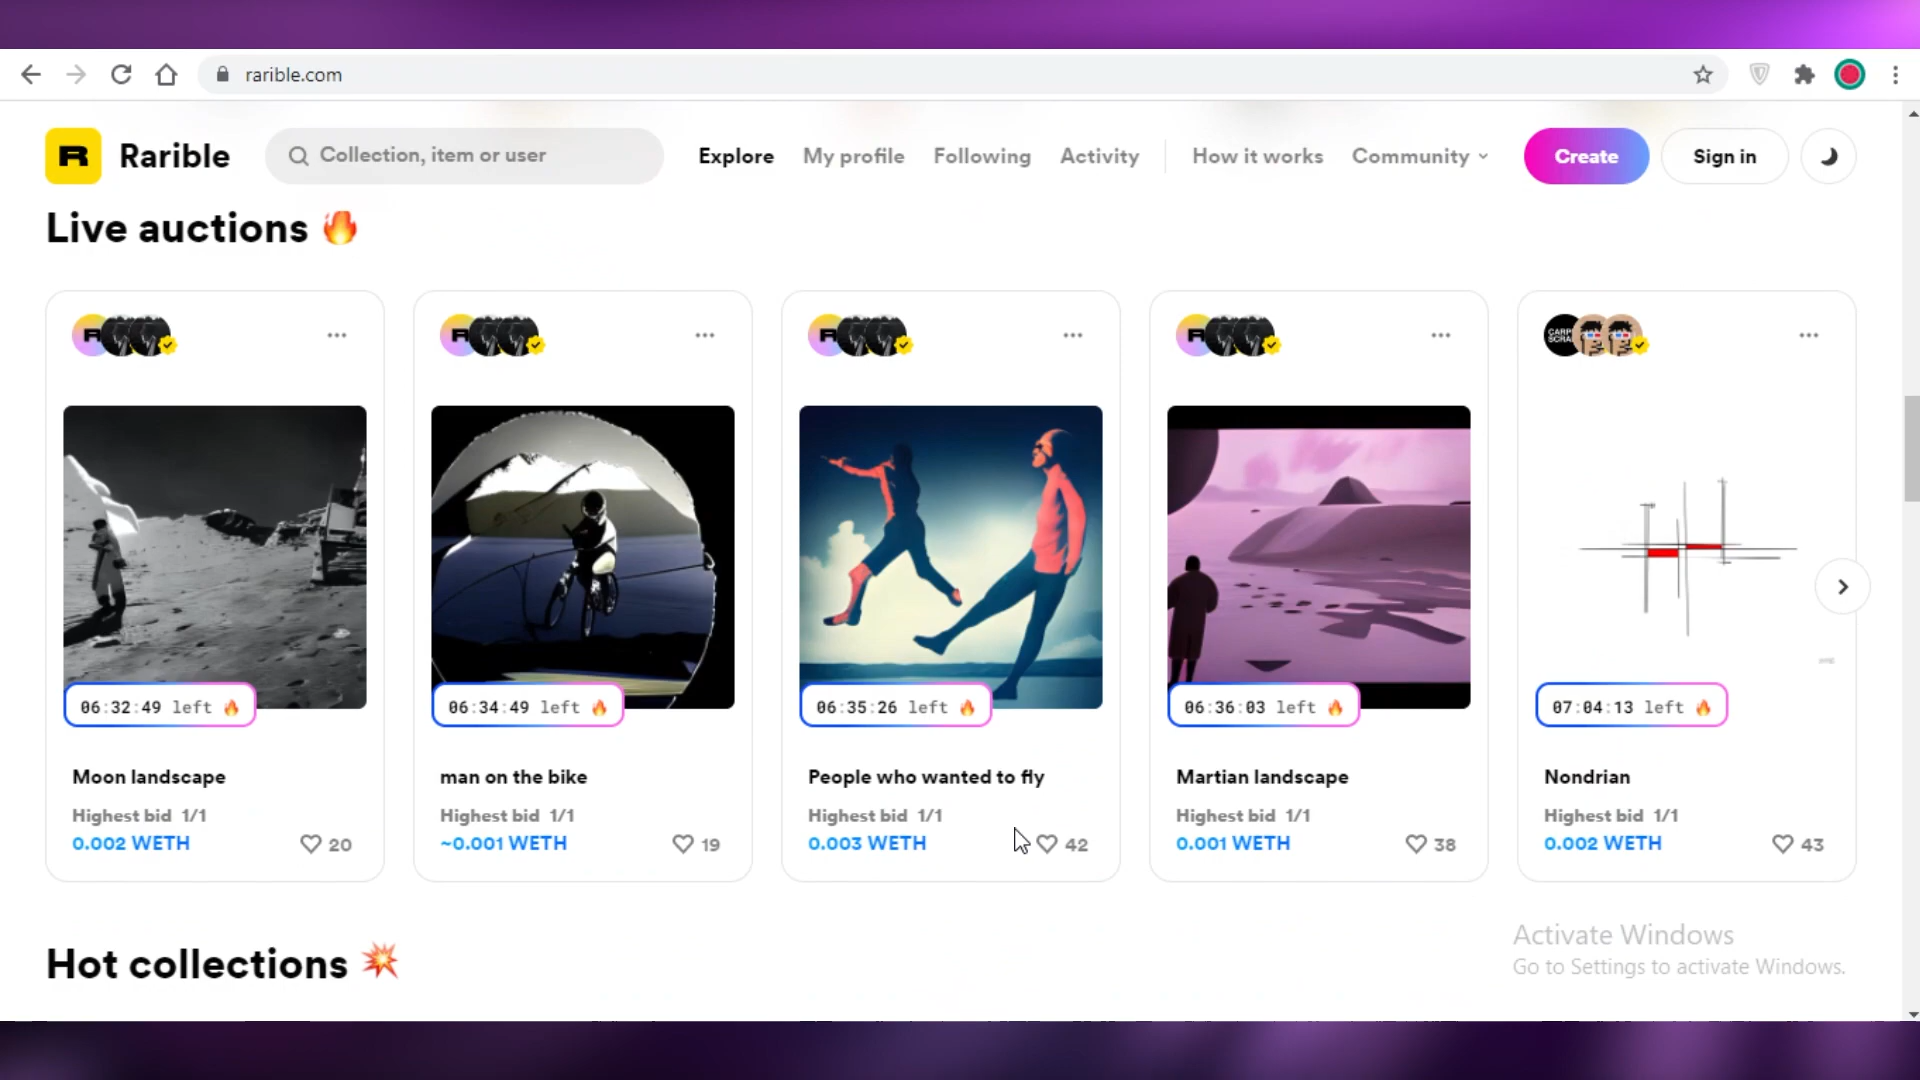 rarible.com
R Rarible
Collection, item or user
Explore My profile Following Activity How it works Community Create Sign in
Live auctions 🔥
R
R
R
R
CARP
SCRA
06:32:49 left 🔥
06:34:49 left 🔥
06:35:26 left 🔥
06:36:03 left 🔥
07:04:13 left 🔥
Moon landscape
Highest bid 1/1
0.002 WETH 20
man on the bike
Highest bid 1/1
~0.001 WETH 19
People who wanted to fly
Highest bid 1/1
0.003 WETH 42
Martian landscape
Highest bid 1/1
0.001 WETH 38
Nondrian
Highest bid 1/1
0.002 WETH 43
Hot collections 💥
Activate Windows
Go to Settings to activate Windows.